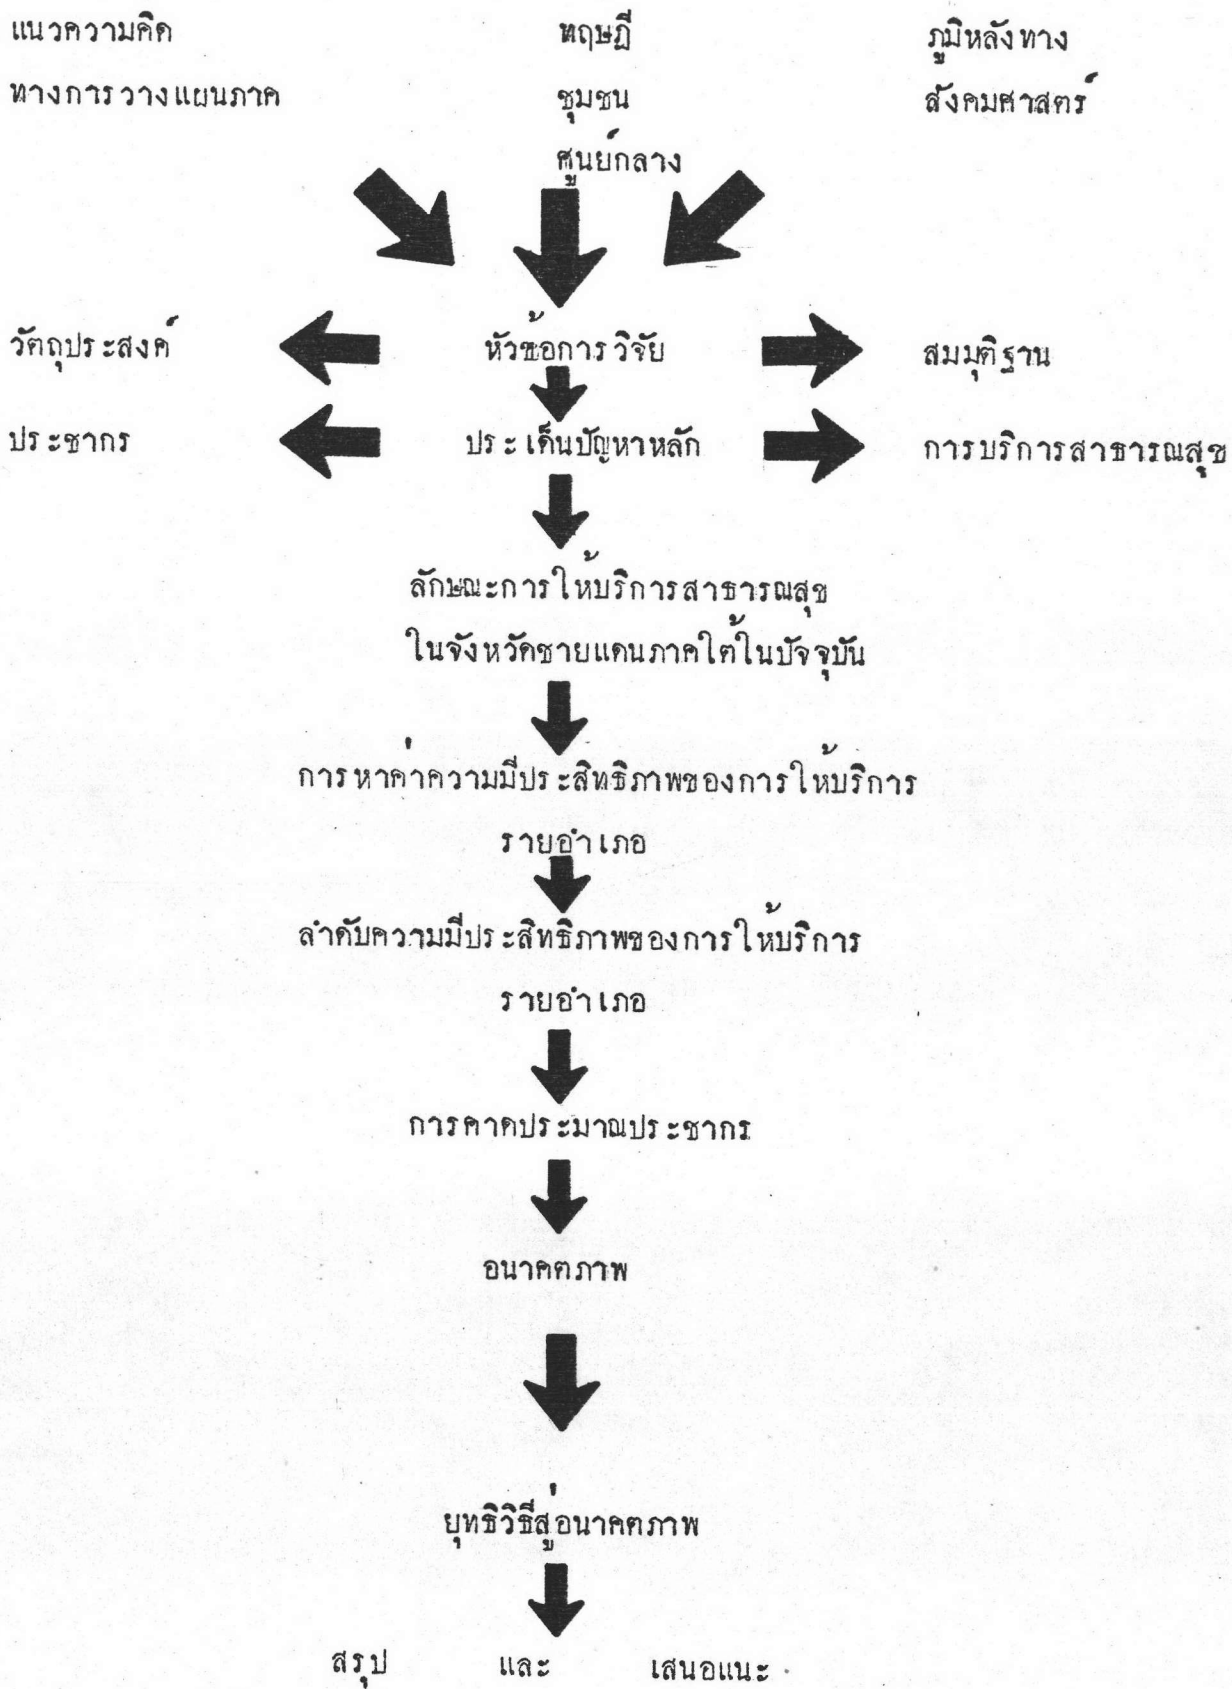 แนวความคิด
ทางการวางแผนภาค
ทฤษฎี
ชุมชน
ศูนย์กลาง
ภูมิหลังทาง
สังคมศาสตร์
วัตถุประสงค์
หัวข้อการวิจัย
สมมุติฐาน
ประชากร
ประเด็นปัญหาหลัก
การบริการสาธารณสุข
ลักษณะการให้บริการสาธารณสุข
ในจังหวัดชายแดนภาคใต้ในปัจจุบัน
การหาค่าความมีประสิทธิภาพของการให้บริการ
รายอำเภอ
ลำดับความมีประสิทธิภาพของการให้บริการ
รายอำเภอ
การคาดประมาณประชากร
อนาคตภาพ
ยุทธิวิธีสู่อนาคตภาพ
สรุป และ เสนอแนะ